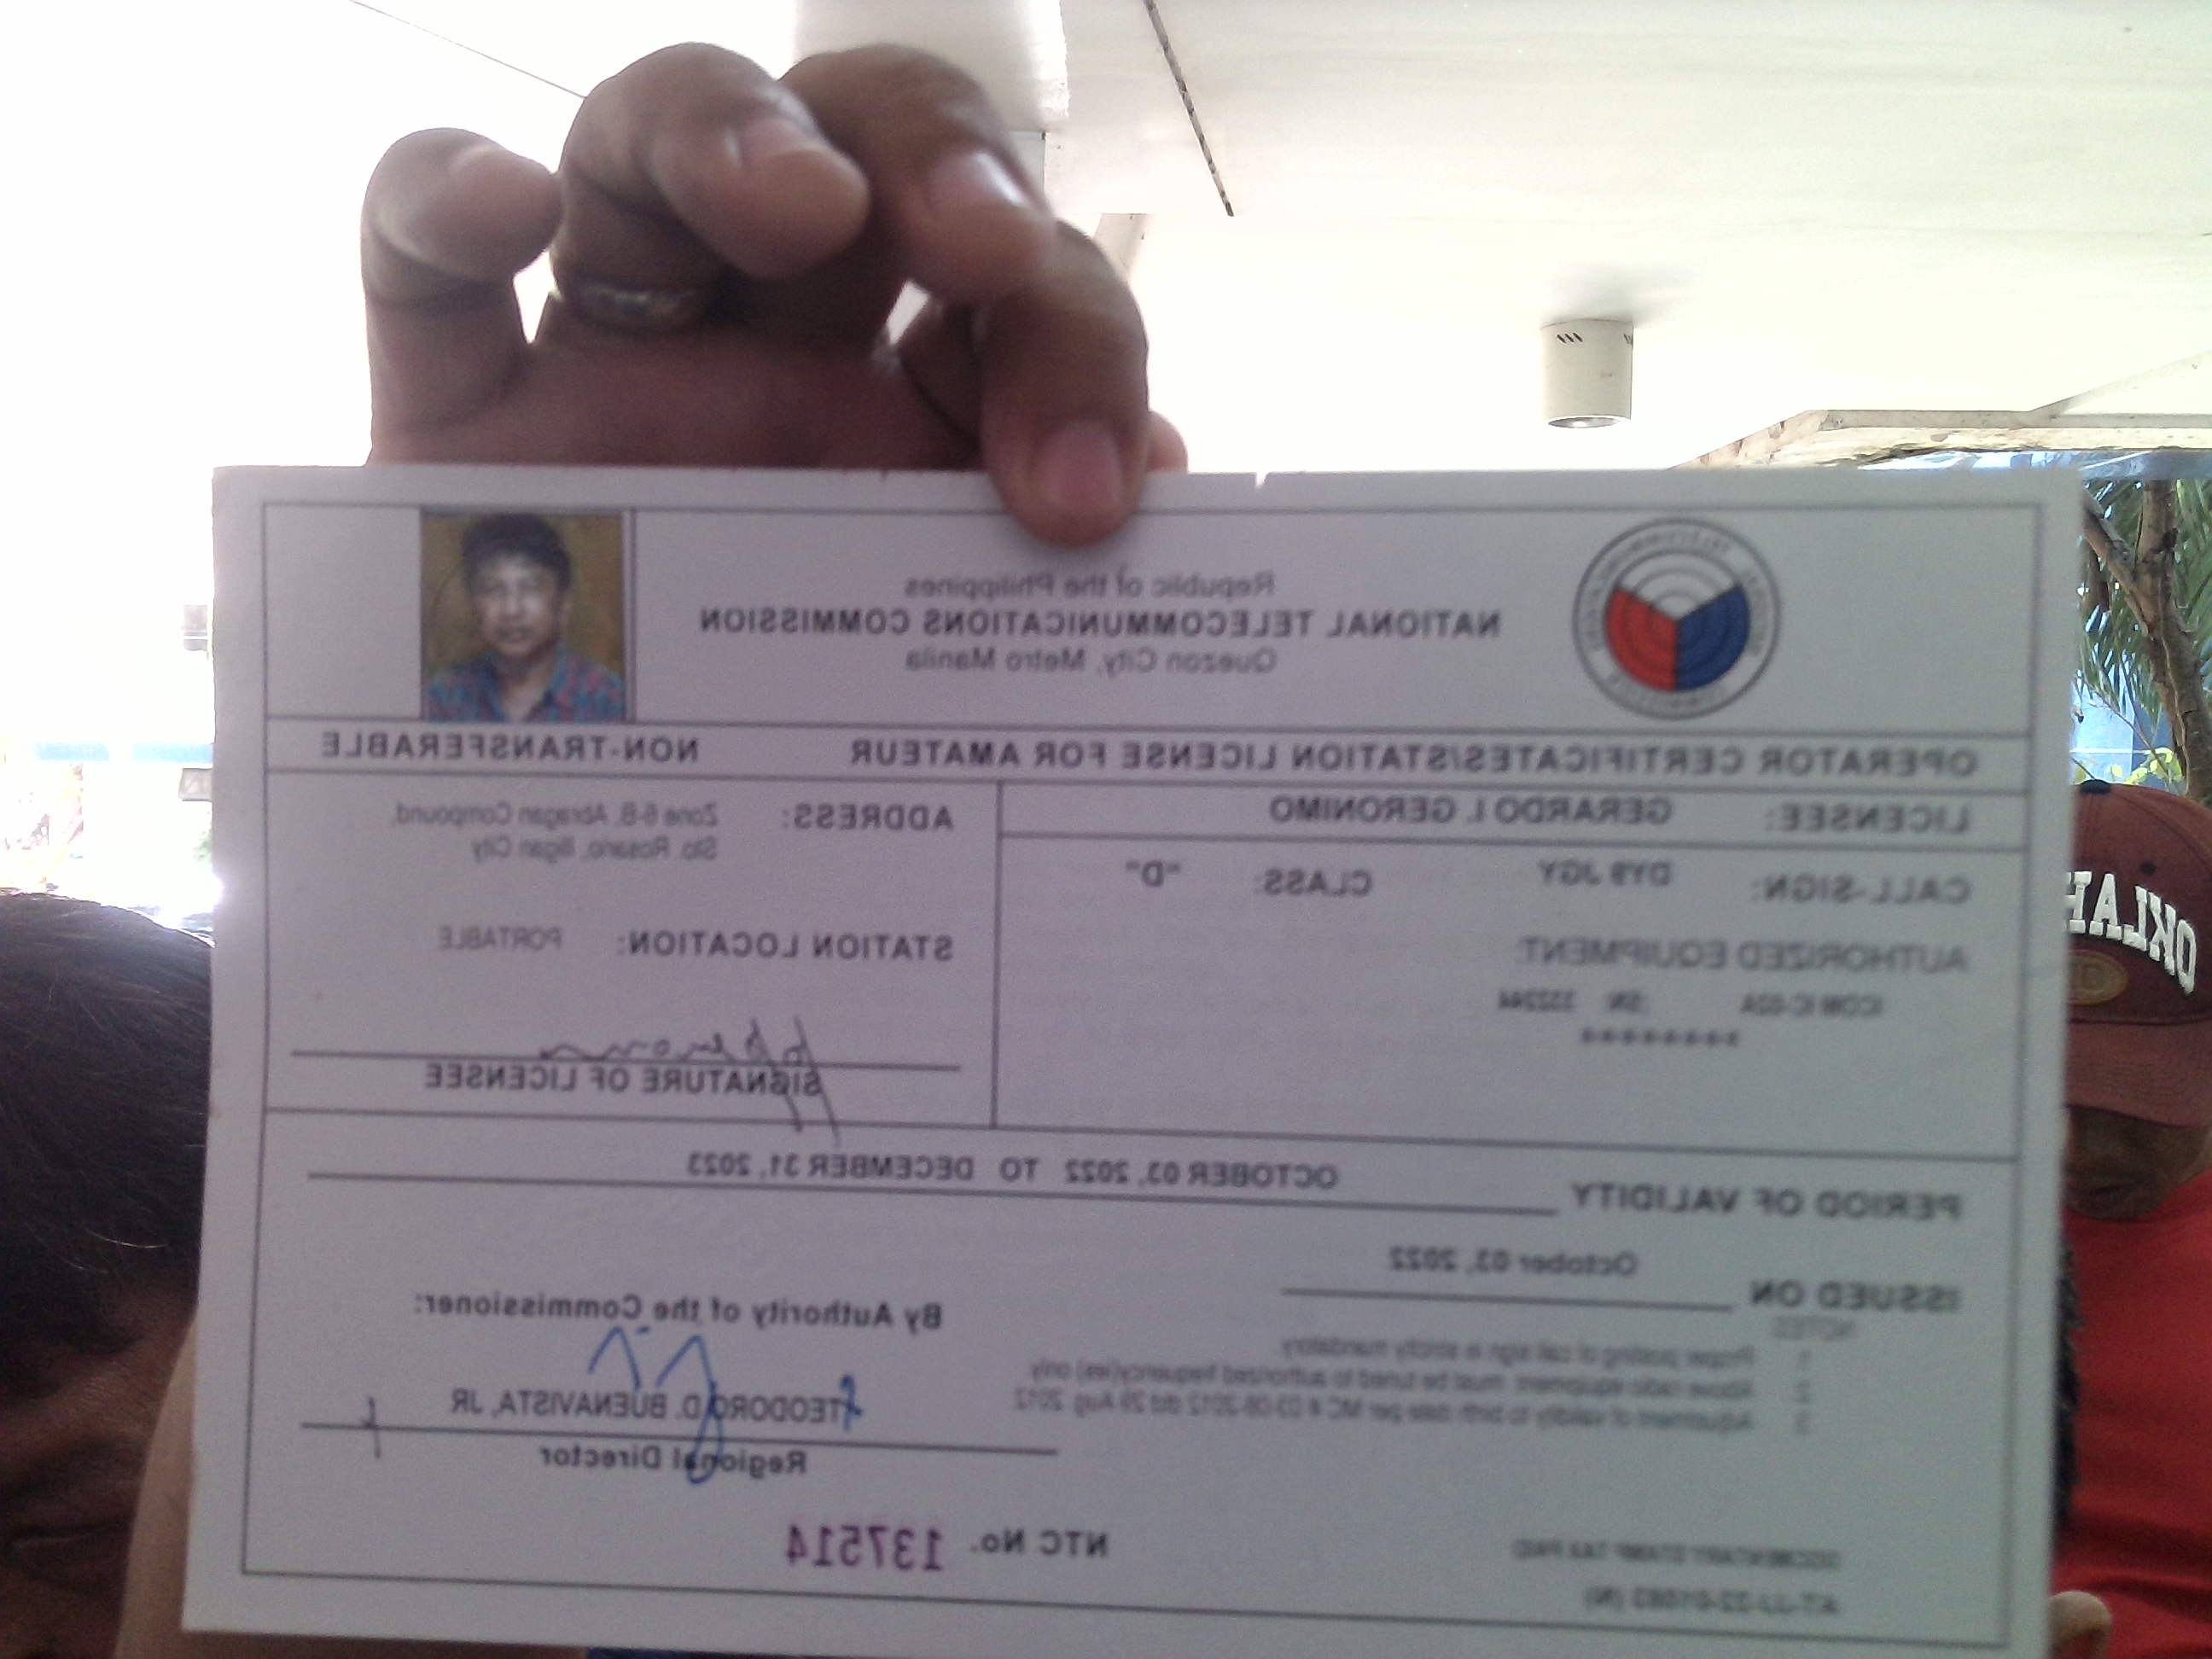 Republic of the Philippines
NATIONAL TELECOMMUNICATIONS COMMISSION
Quezon City, Metro Manila
OPERATOR CERTIFICATES/STATION LICENSE FOR AMATEUR NON-TRANSFERABLE
LICENSEE: GERARDO I. GERONIMO
CALL-SIGN: DY9 JGY CLASS: "D"
AUTHORIZED EQUIPMENT:
ICOM IC-02A SN: 332244
*********
ADDRESS: Zone 6-B, Abragan Compound,
Sto. Rosario, Iligan City
STATION LOCATION: PORTABLE
SIGNATURE OF LICENSEE
PERIOD OF VALIDITY OCTOBER 03, 2022 TO DECEMBER 31, 2023
ISSUED ON October 03, 2022
NOTES:
1. Proper posting of call sign is strictly mandatory.
2. Above radio equipment must be tuned to authorized frequency(ies) only
3. Adjustment of validity to birth date per MC # 03-08-2012 dtd 29 Aug. 2012
By Authority of the Commissioner:
TEODORO D. BUENAVISTA, JR
Regional Director
NTC No. 137514
DOCUMENTARY STAMP TAX PAID
AT-JJ-22-01083 (N)
OKLAH